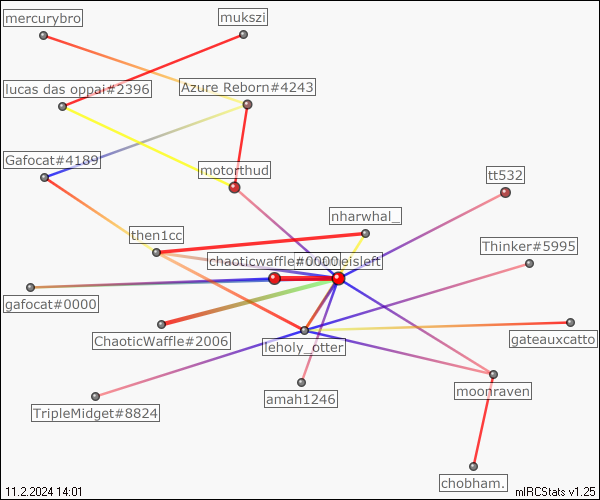 mercurybro
mukszi
lucas das oppai#2396
Azure Reborn#4243
Gafocat#4189
motorthud
tt532
nharwhal_
then1cc
Thinker#5995
chaoticwaffle#0000
eisleft
gafocat#0000
ChaoticWaffle#2006
leholy_otter
gateauxcatto
amah1246
moonraven
TripleMidget#8824
chobham.
11.2.2024 14:01
mIRCStats v1.25